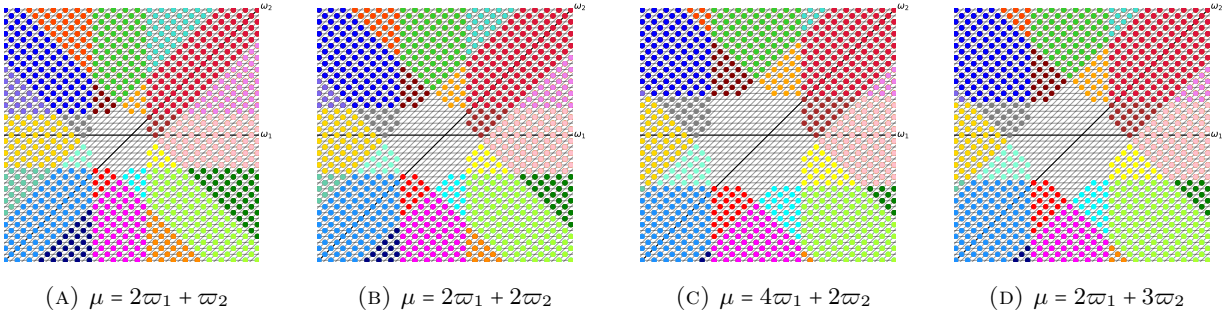 ω₂ ω₂ ω₂ ω₂
ω₁ ω₁ ω₁ ω₁
(A) μ = 2ϖ₁ + ϖ₂ (B) μ = 2ϖ₁ + 2ϖ₂ (C) μ = 4ϖ₁ + 2ϖ₂ (D) μ = 2ϖ₁ + 3ϖ₂